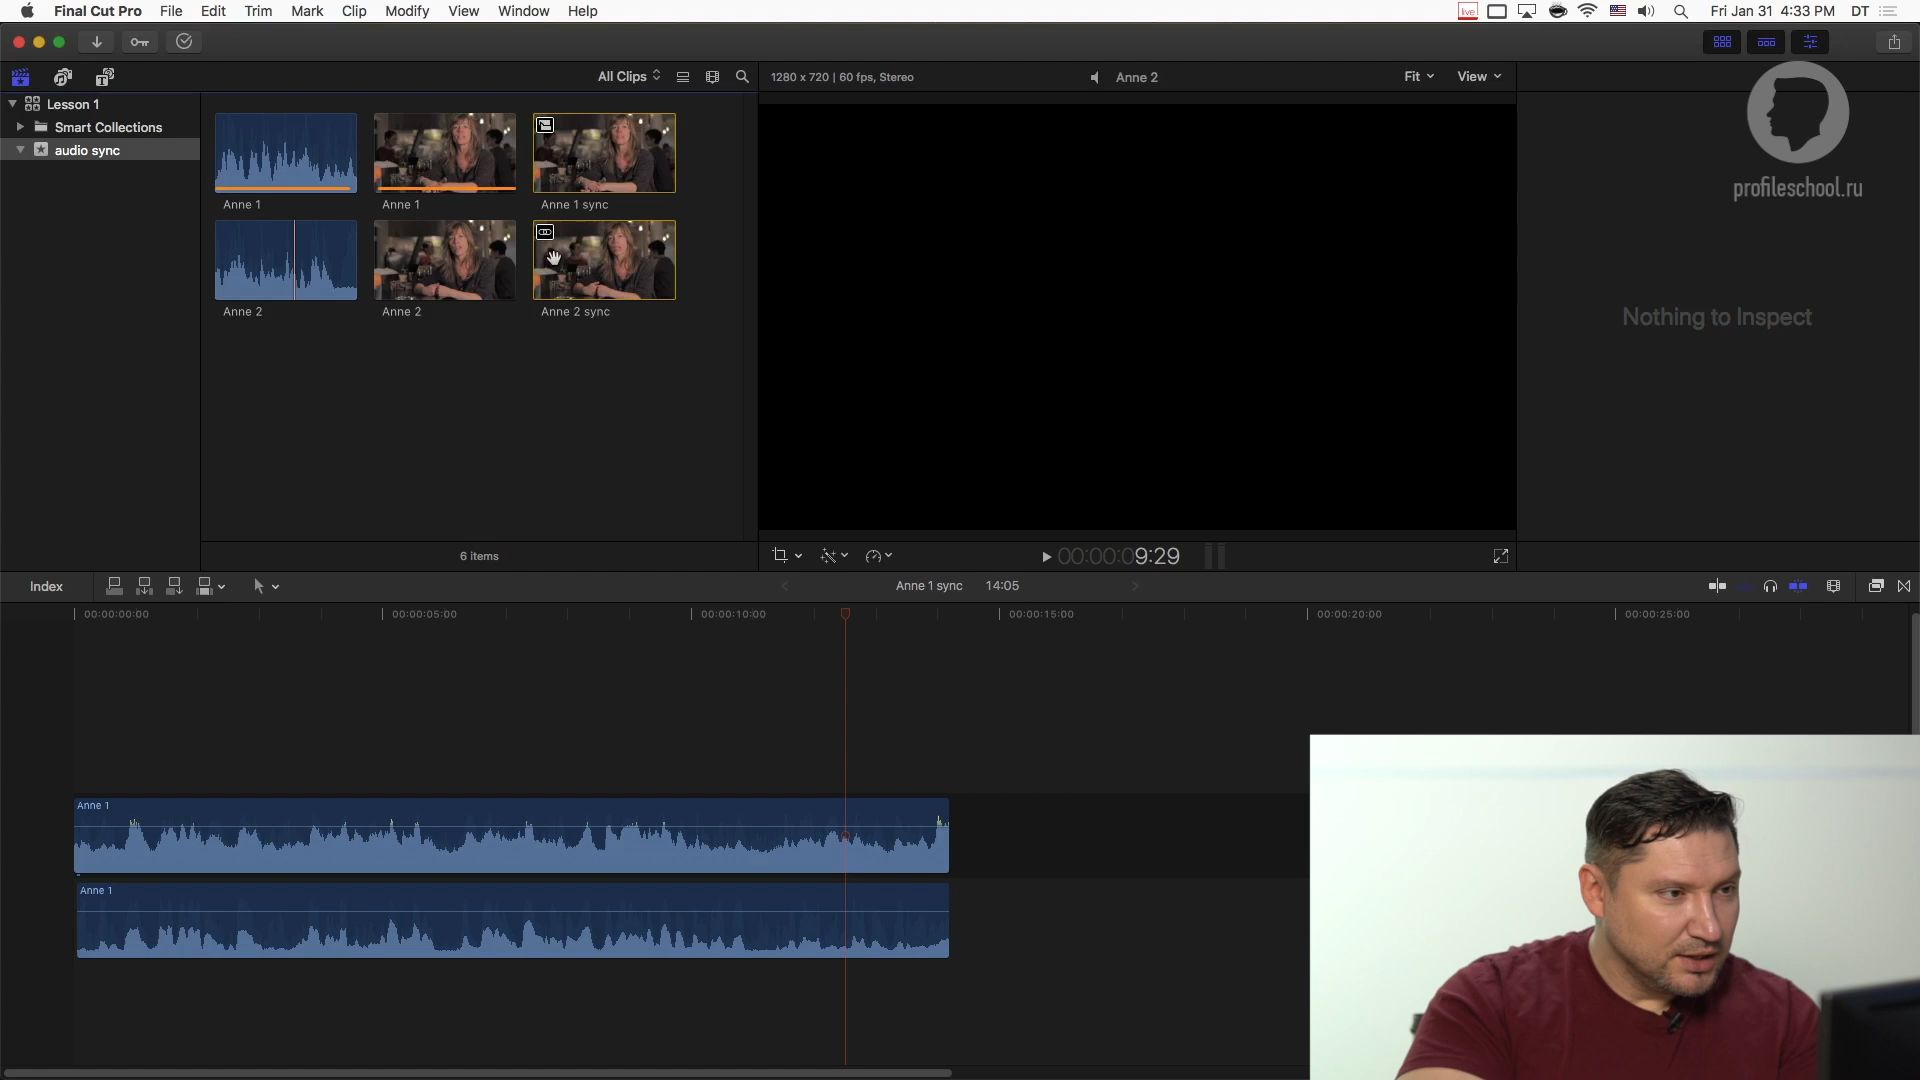 Final Cut Pro File Edit Trim Mark Clip Modify View Window Help
live Fri Jan 31 4:33 PM DT
All Clips
1280 x 720 | 60 fps, Stereo
Anne 2
Fit
View
Lesson 1
Smart Collections
audio sync
Anne 1
Anne 1
Anne 1 sync
Anne 2
Anne 2
Anne 2 sync
profileschool.ru
Nothing to Inspect
6 items
00:00:09:29
Index
Anne 1 sync 14:05
00:00:00:00
00:00:05:00
00:00:10:00
00:00:15:00
00:00:20:00
00:00:25:00
Anne 1
Anne 1